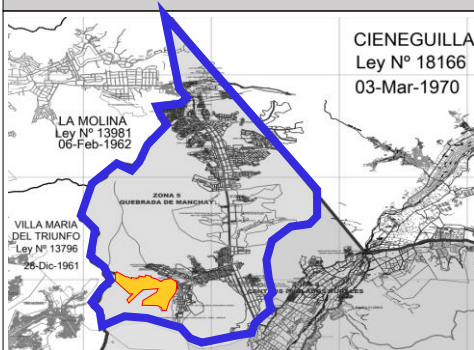 CIENEGUILLA
Ley Nº 18166
03-Mar-1970
LA MOLINA
Ley Nº 13981
06-Feb-1962
ZONA 5
QUEBRADA DE MANCHAY
VILLA MARIA
DEL TRIUNFO
Ley Nº 13796
28-Dic-1961